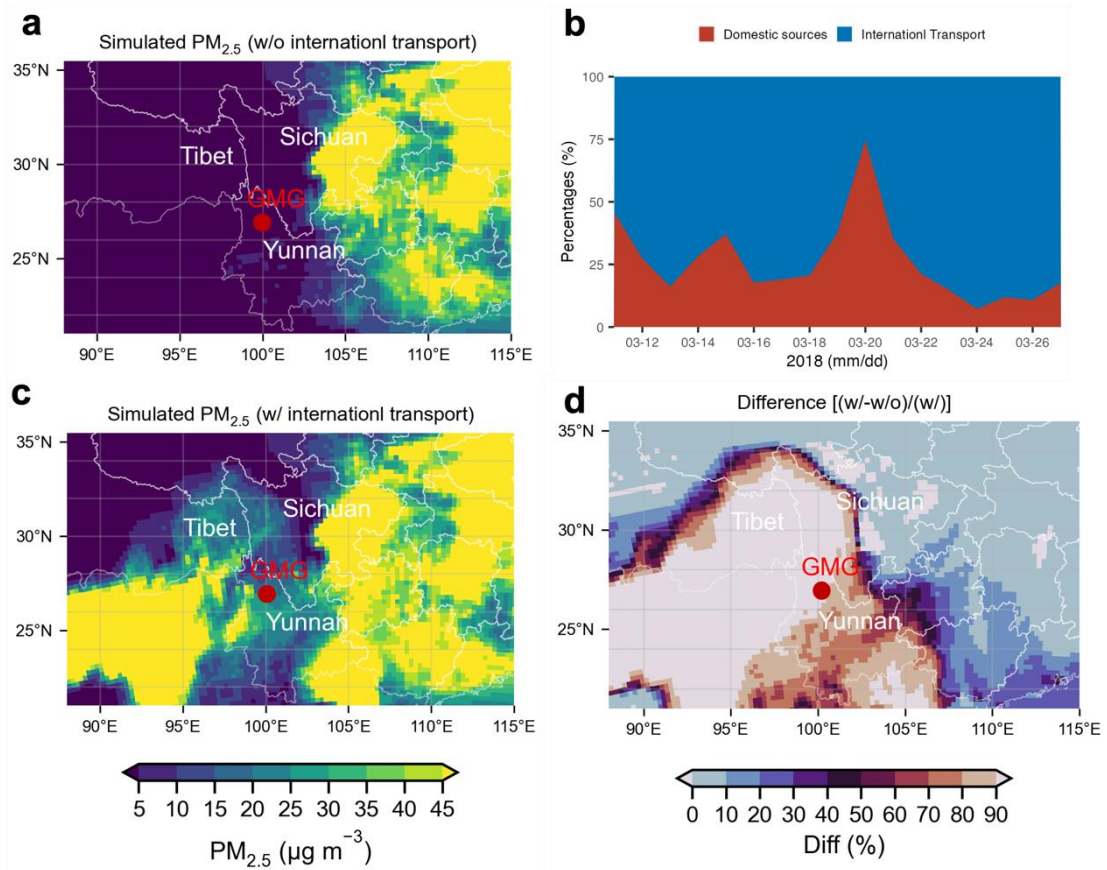 a
Simulated PM2.5 (w/o internationl transport)
35°N
30°N
25°N
Tibet
Sichuan
GMG
Yunnan
90°E 95°E 100°E 105°E 110°E 115°E
b
Domestic sources Internationl Transport
Percentages (%)
100
75
50
25
0
03-12 03-14 03-16 03-18 03-20 03-22 03-24 03-26
2018 (mm/dd)
c
Simulated PM2.5 (w/ internationl transport)
35°N
30°N
25°N
Tibet
Sichuan
GMG
Yunnan
90°E 95°E 100°E 105°E 110°E 115°E
5 10 15 20 25 30 35 40 45
PM2.5 (µg m−3)
d
Difference [(w/-w/o)/(w/)]
35°N
30°N
25°N
Tibet
Sichuan
GMG
Yunnan
90°E 95°E 100°E 105°E 110°E 115°E
0 10 20 30 40 50 60 70 80 90
Diff (%)